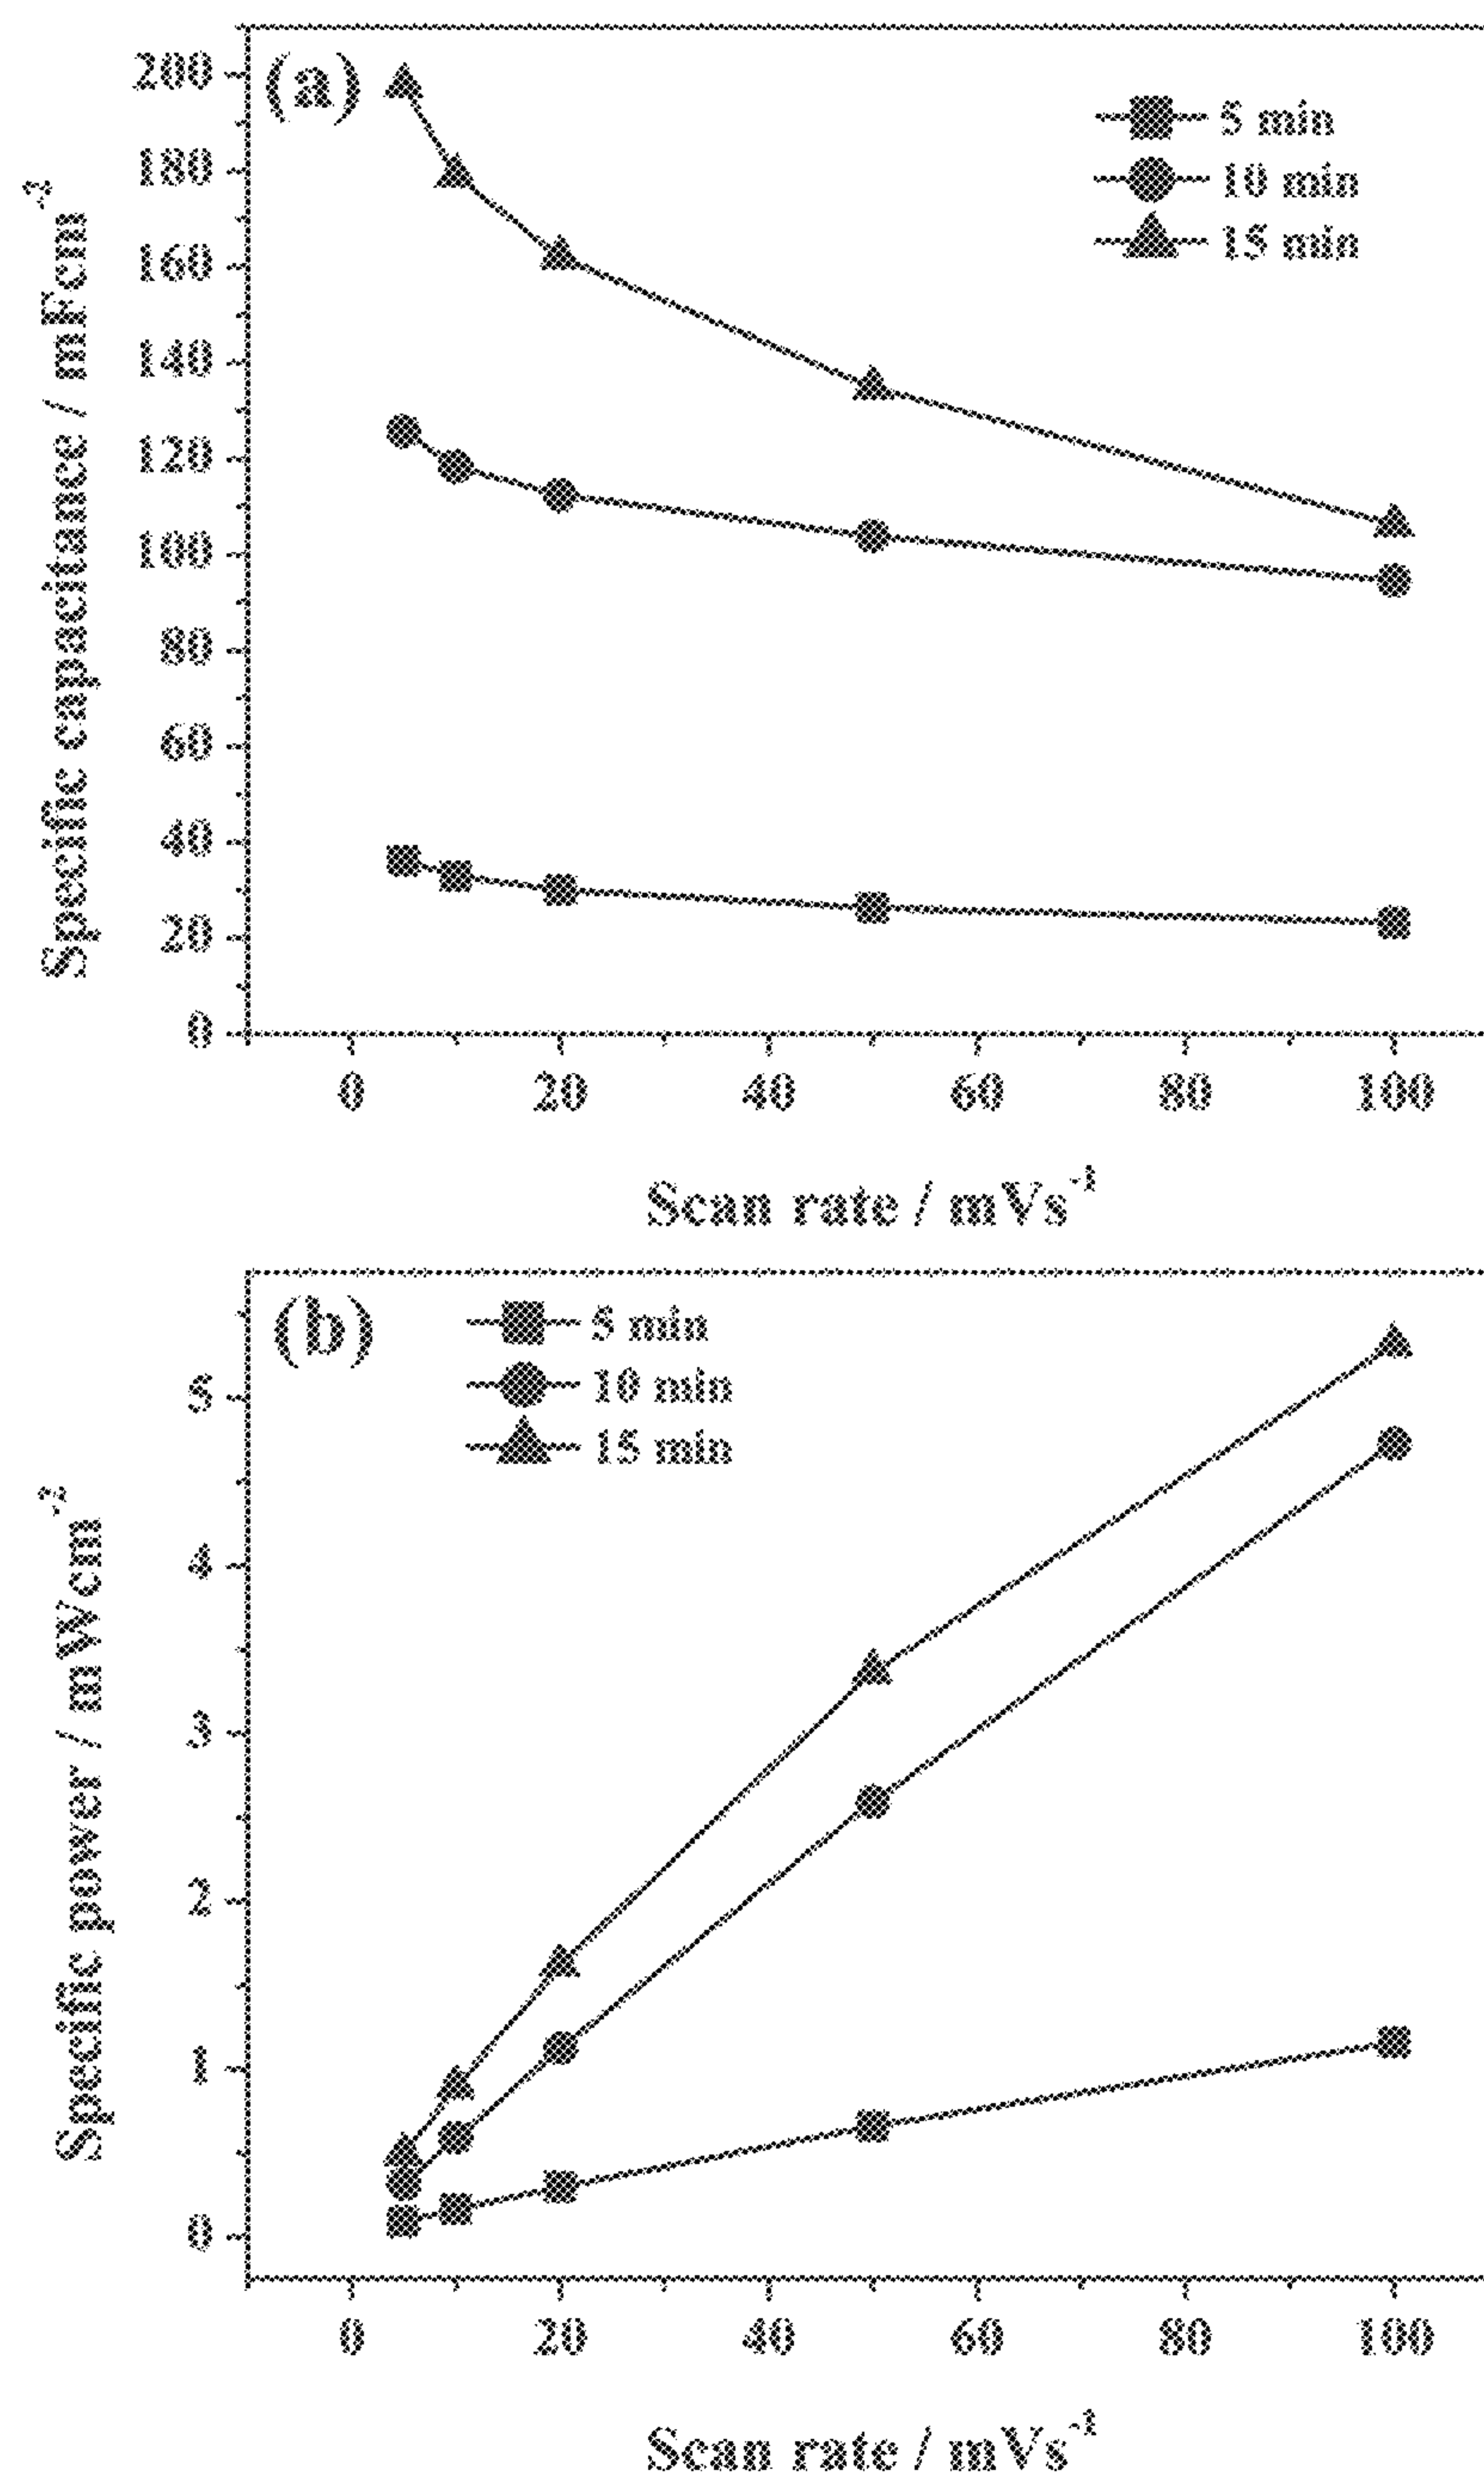 (a)
5 min
10 min
15 min
200
180
160
140
120
100
80
60
40
20
0
Specific capacitance / mFcm⁻²
0 20 40 60 80 100
Scan rate / mVs⁻¹
(b)
5 min
10 min
15 min
5
4
3
2
1
0
Specific power / mWcm⁻²
0 20 40 60 80 100
Scan rate / mVs⁻¹